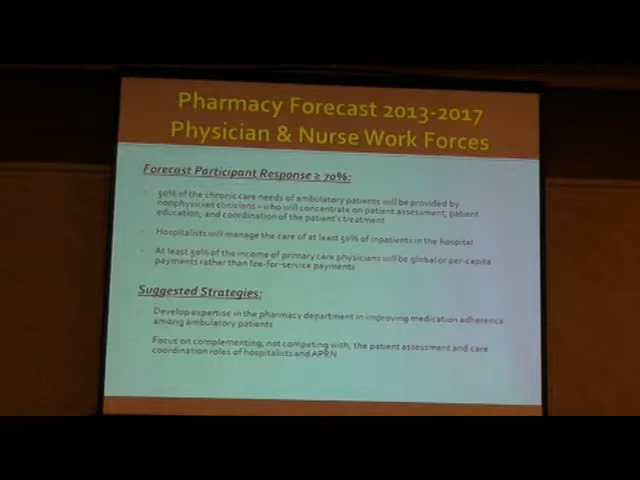 Pharmacy Forecast 2013-2017
Physician & Nurse Work Forces
Forecast Participant Response ≥ 70%:
50% of the chronic care needs of ambulatory patients will be provided by
nonphysician clinicians – who will concentrate on patient assessment, patient
education, and coordination of the patient's treatment
Hospitalists will manage the care of at least 50% of inpatients in the hospital
At least 50% of the income of primary care physicians will be global or per-capita
payments rather than fee-for-service payments
Suggested Strategies:
Develop expertise in the pharmacy department in improving medication adherence
among ambulatory patients
Focus on complementing, not competing with, the patient assessment and care
coordination roles of hospitalists and APRN